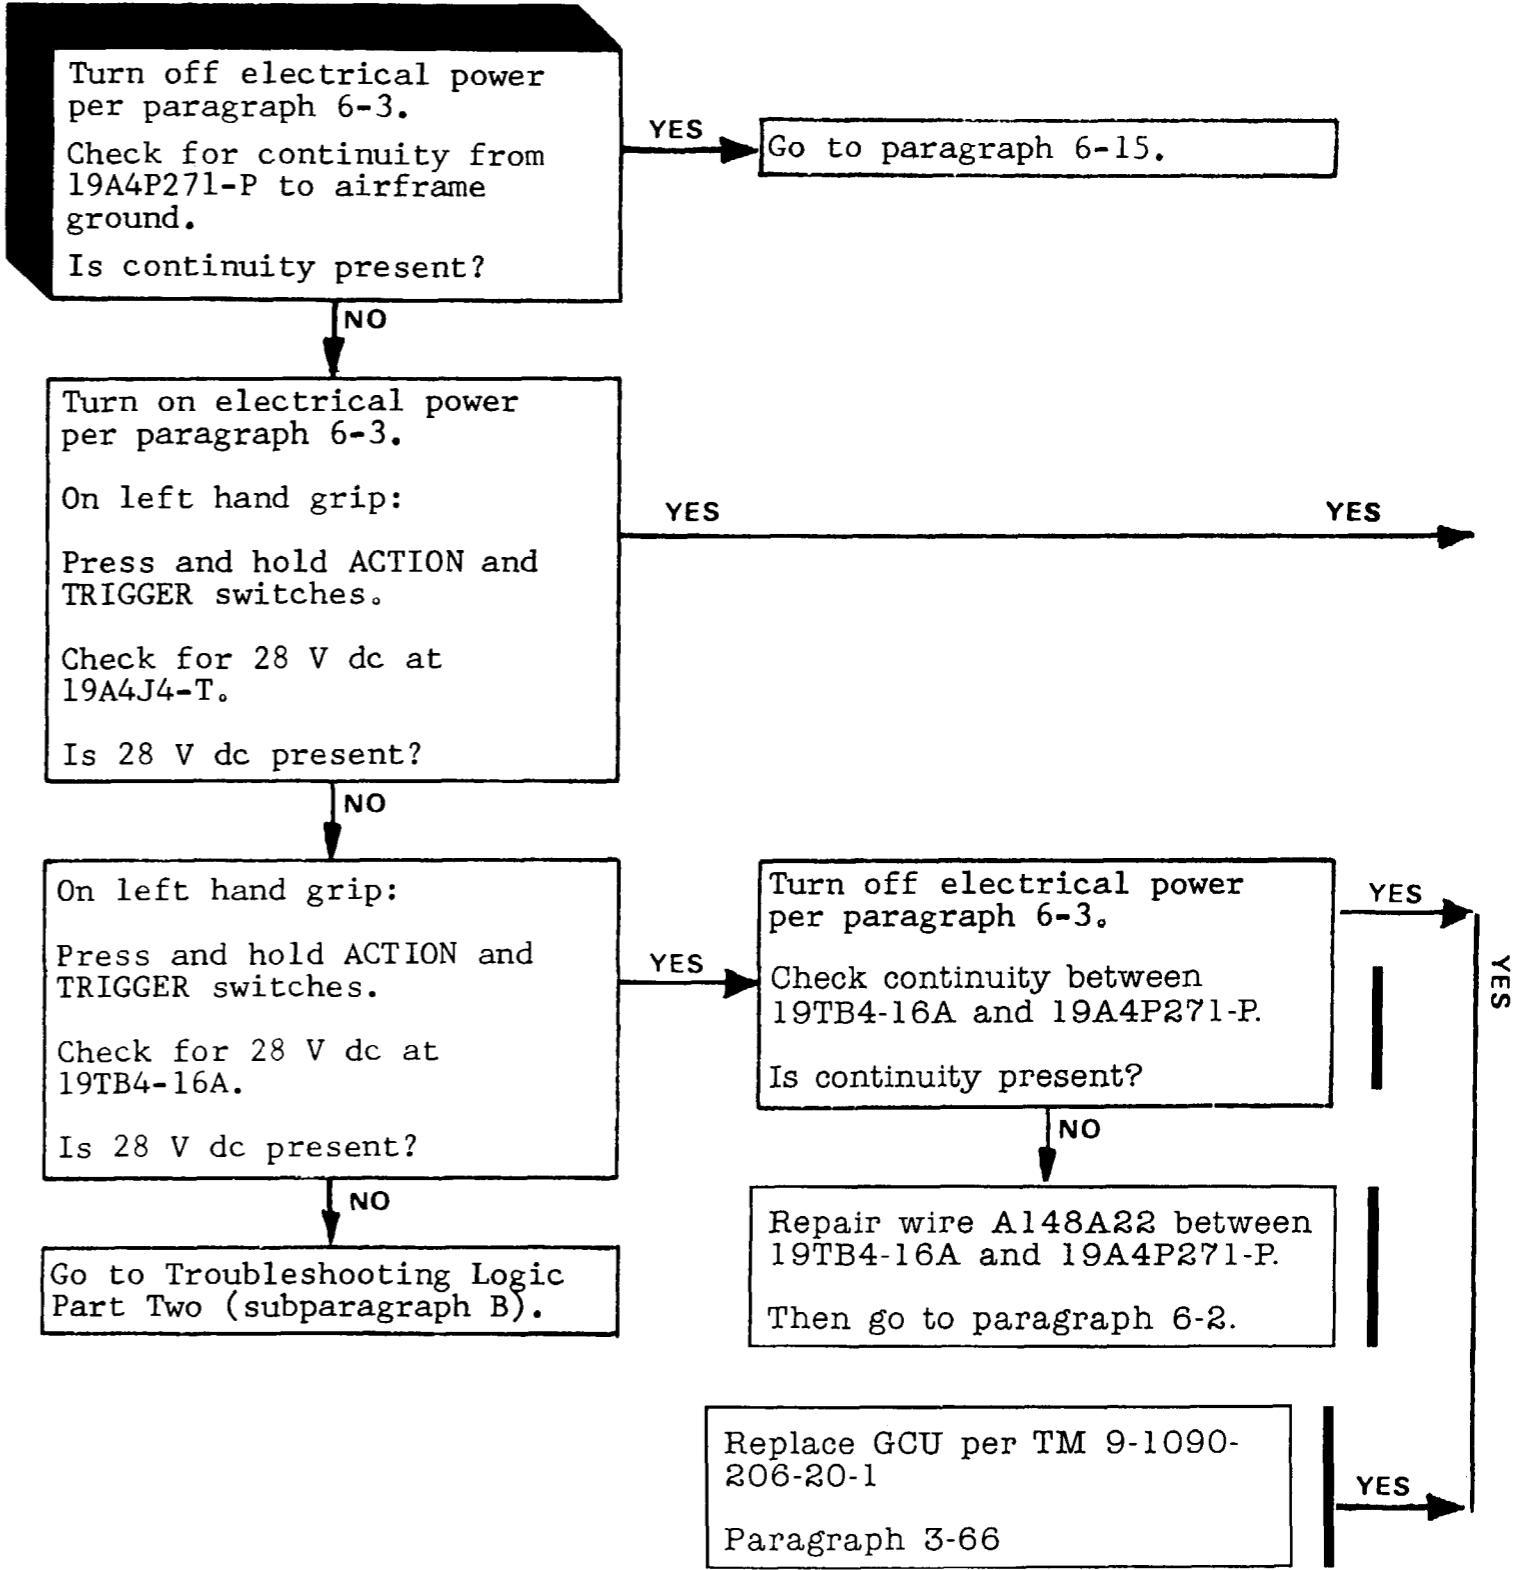 Turn off electrical power
per paragraph 6-3.
Check for continuity from
19A4P271-P to airframe
ground.
Is continuity present?
YES
Go to paragraph 6-15.
NO
Turn on electrical power
per paragraph 6-3.
On left hand grip:
Press and hold ACTION and
TRIGGER switches.
Check for 28 V dc at
19A4J4-T.
Is 28 V dc present?
YES
YES
NO
On left hand grip:
Press and hold ACTION and
TRIGGER switches.
Check for 28 V dc at
19TB4-16A.
Is 28 V dc present?
YES
Turn off electrical power
per paragraph 6-3.
Check continuity between
19TB4-16A and 19A4P271-P.
Is continuity present?
YES
YES
NO
NO
Go to Troubleshooting Logic
Part Two (subparagraph B).
Repair wire A148A22 between
19TB4-16A and 19A4P271-P.
Then go to paragraph 6-2.
Replace GCU per TM 9-1090-
206-20-1
Paragraph 3-66
YES